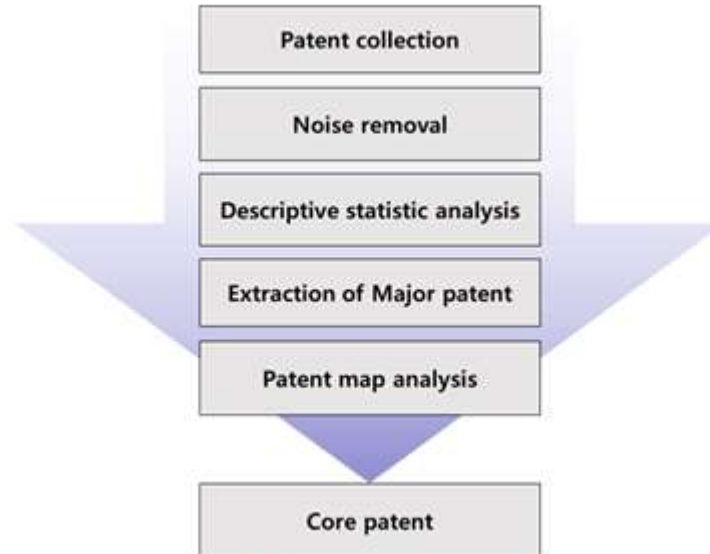 Patent collection
Noise removal
Descriptive statistic analysis
Extraction of Major patent
Patent map analysis
Core patent